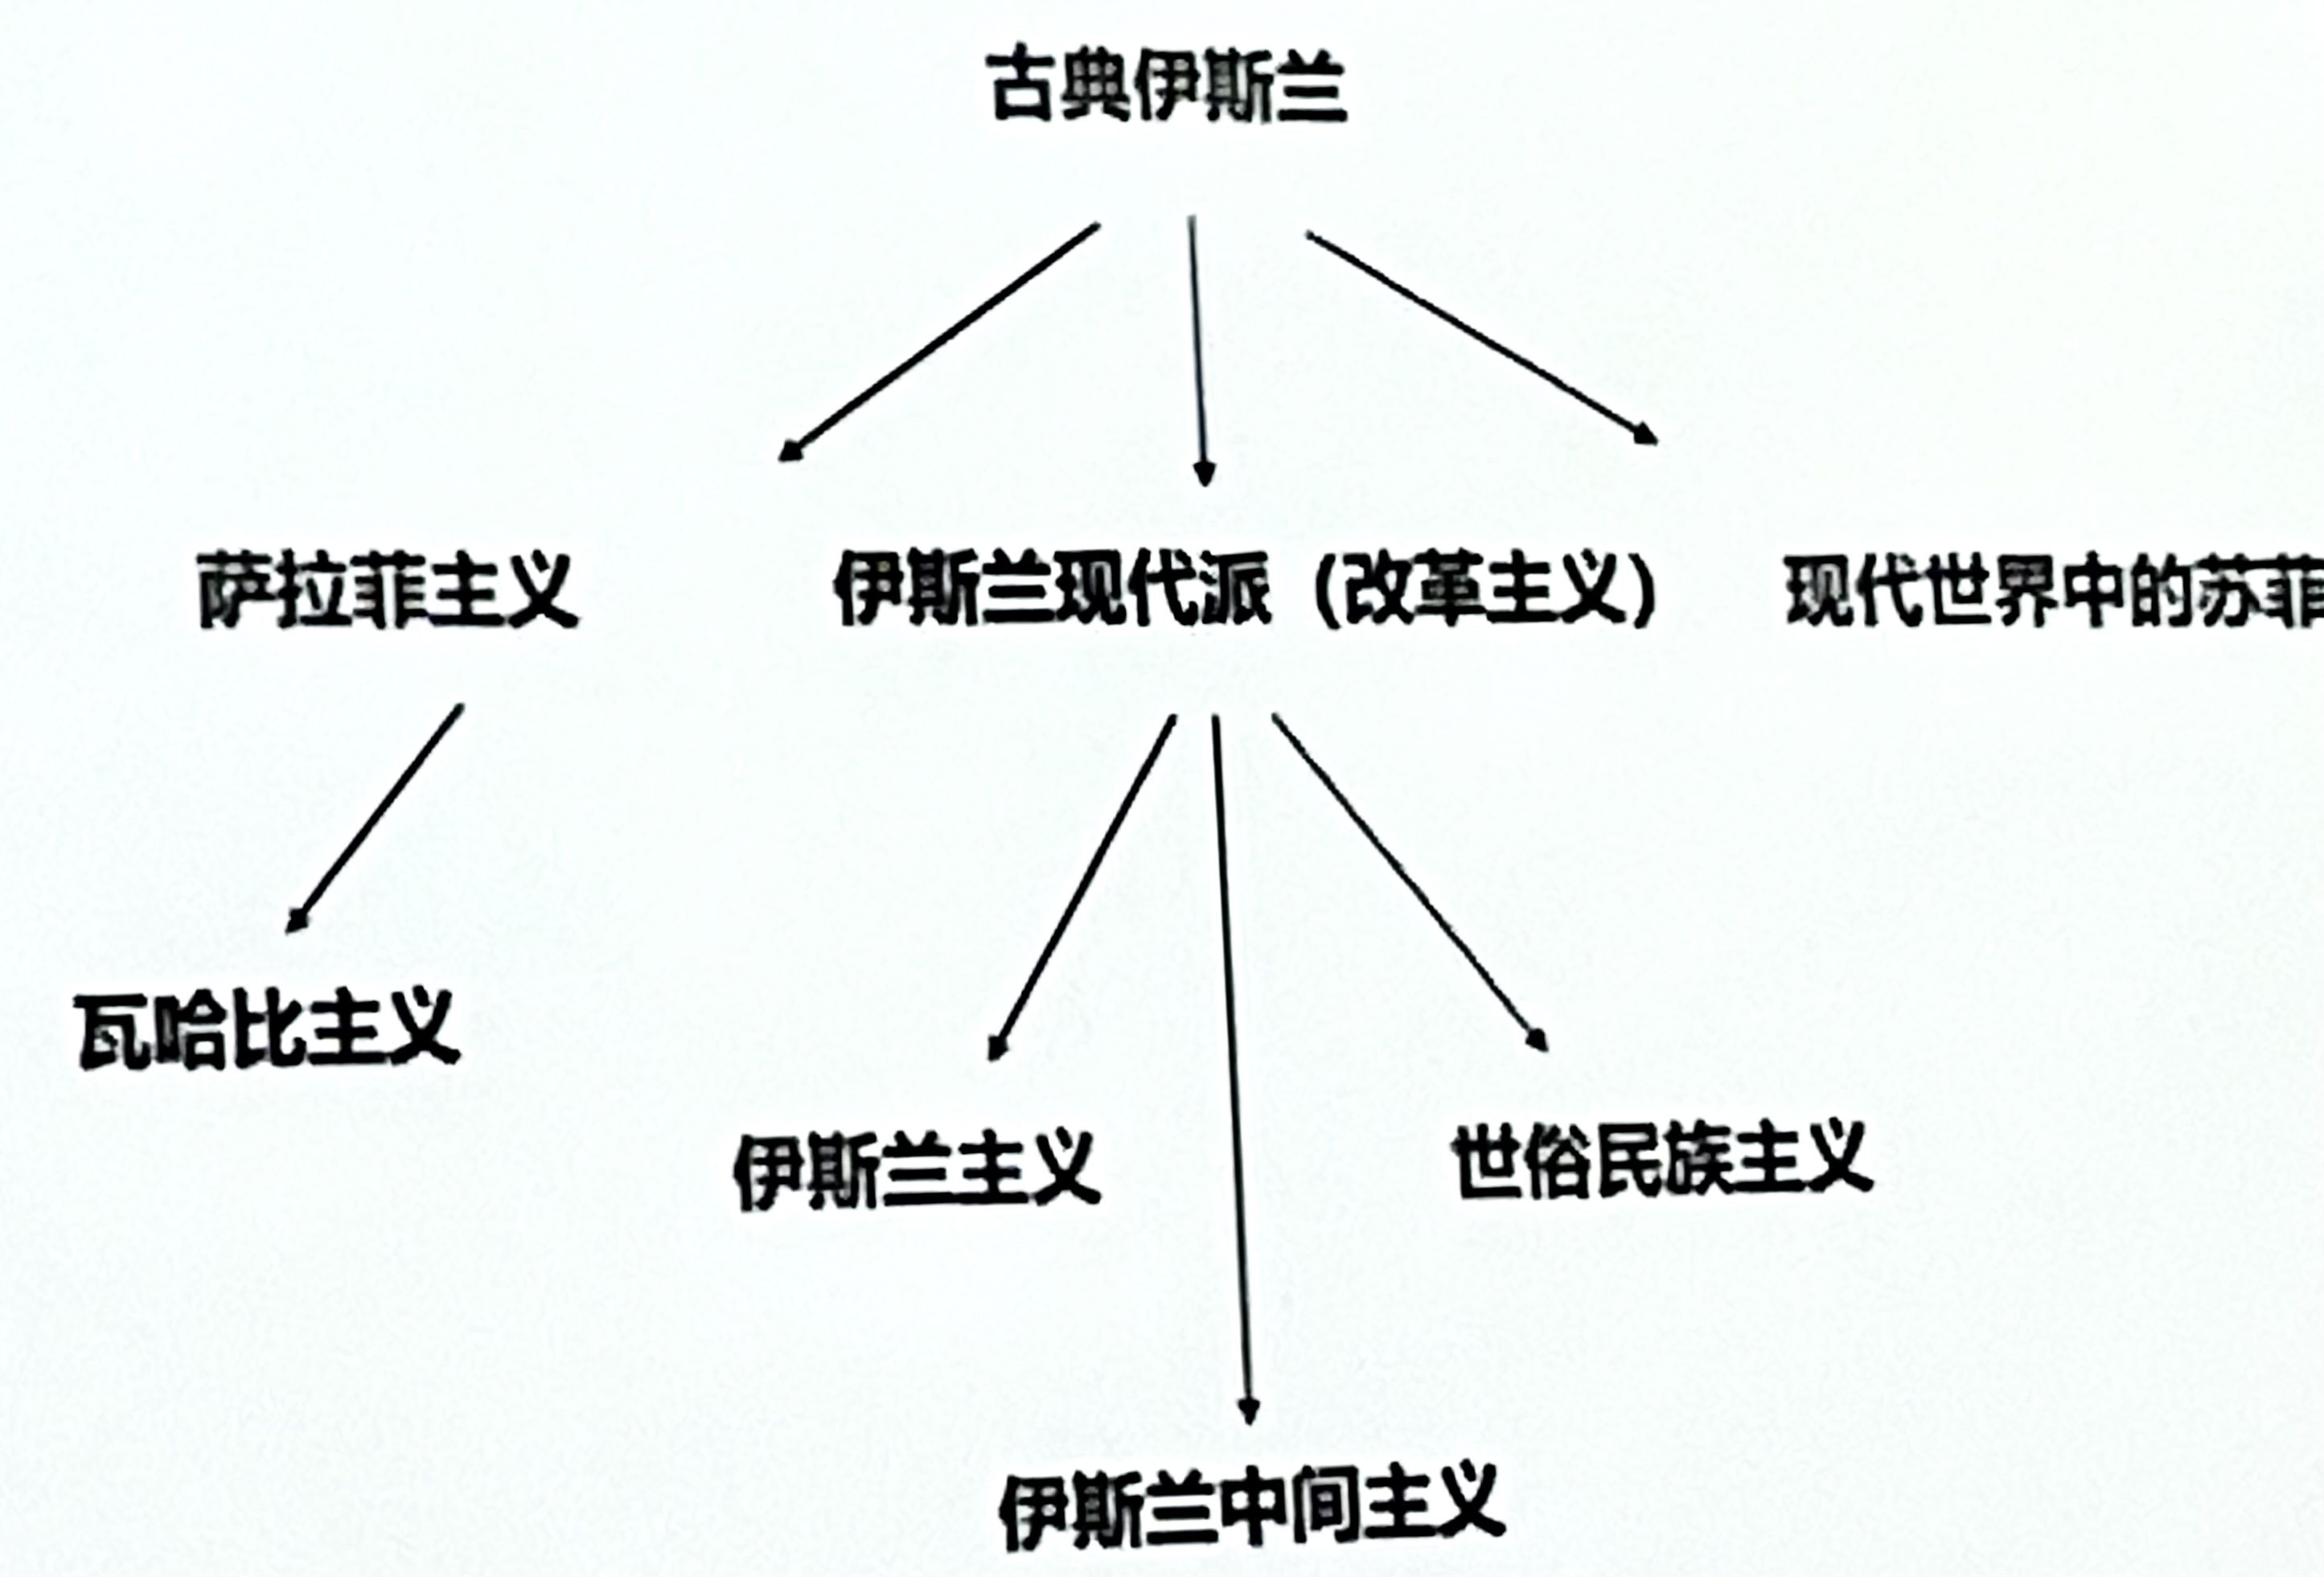 古典伊斯兰
萨拉菲主义
伊斯兰现代派（改革主义）
现代世界中的苏菲
瓦哈比主义
伊斯兰主义
世俗民族主义
伊斯兰中间主义